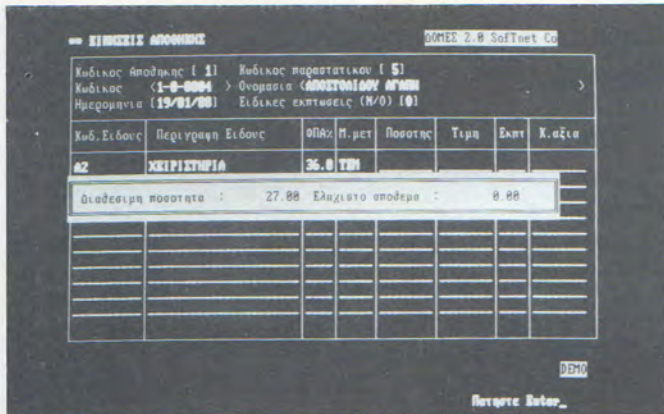 == ΚΙΝΗΣΕΙΣ ΑΠΟΘΗΚΗΣ ΔΟΜΕΣ 2.0 SofTnet Co
Κωδικος Αποθηκης [ 1] Κωδικος παραστατικου [ 5]
Κωδικος <1-0-0004 > Ονομασια <ΑΠΟΣΤΟΛΙΔΟΥ ΑΓΑΠΗ >
Ημερομηνια [19/01/88] Ειδικες εκπτωσεις (Ν/Ο) [0]
Κωδ.Ειδους Περιγραφη Ειδους ΦΠΑ% Μ.μετ Ποσοτης Τιμη Εκπτ Κ.αξια
A2 ΧΕΙΡΙΣΤΗΡΙΑ 36.0 ΤΕΜ
Διαθεσιμη ποσοτητα : 27.00 Ελαχιστο αποθεμα : 0.00
DEMO
Πατηστε Enter_